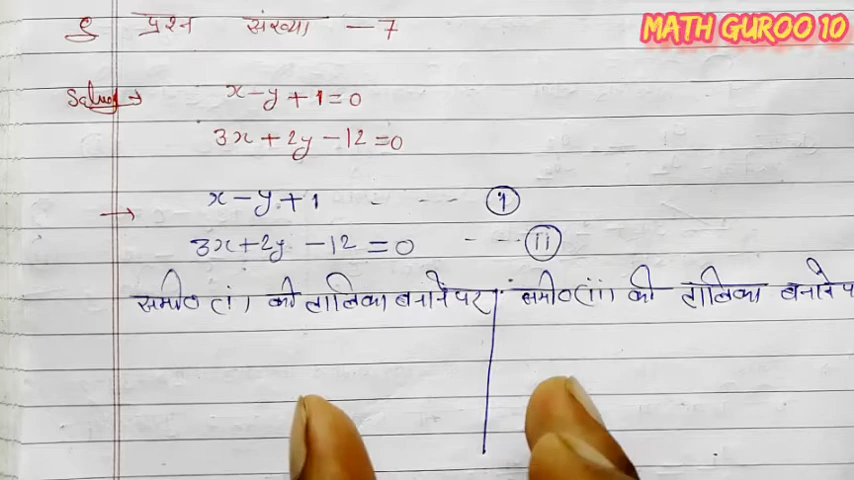 MATH GUROO 10
प्रश्न संख्या - 7
x - y + 1 = 0
3x + 2y - 12 = 0
→ x - y + 1 - - - - (i)
3x + 2y - 12 = 0 - - - (ii)
समी० (i) की तालिका बनाने पर समी० (ii) की तालिका बनाने प